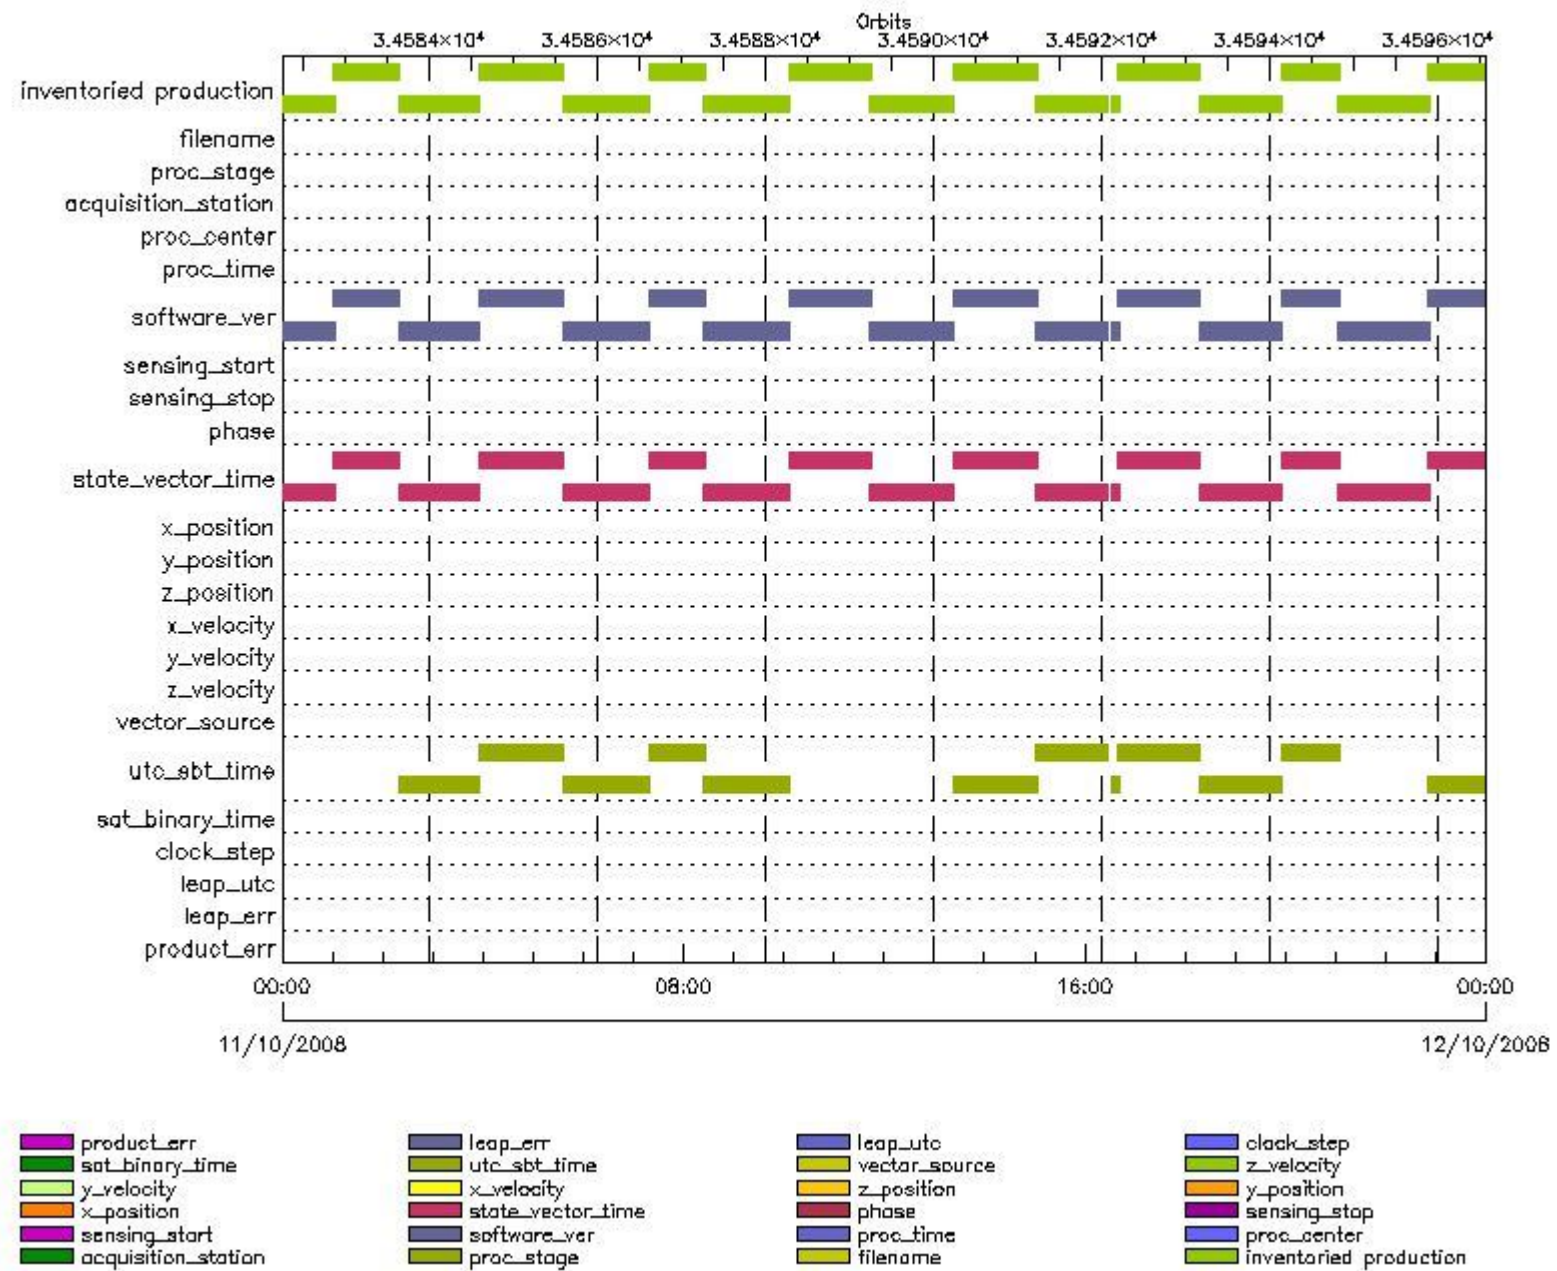 Orbits
3.4584×10⁴ 3.4586×10⁴ 3.4588×10⁴ 3.4590×10⁴ 3.4592×10⁴ 3.4594×10⁴ 3.4596×10⁴
inventoried production
filename
proc_stage
acquisition_station
proc_center
proc_time
software_ver
sensing_start
sensing_stop
phase
state_vector_time
x_position
y_position
z_position
x_velocity
y_velocity
z_velocity
vector_source
utc_sbt_time
sat_binary_time
clock_step
leap_utc
leap_err
product_err
00:00 08:00 16:00 00:00
11/10/2008 12/10/2008
product_err leap_err leap_utc clock_step
sat_binary_time utc_sbt_time vector_source z_velocity
y_velocity x_velocity z_position y_position
x_position state_vector_time phase sensing_stop
sensing_start software_ver proc_time proc_center
acquisition_station proc_stage filename inventoried production